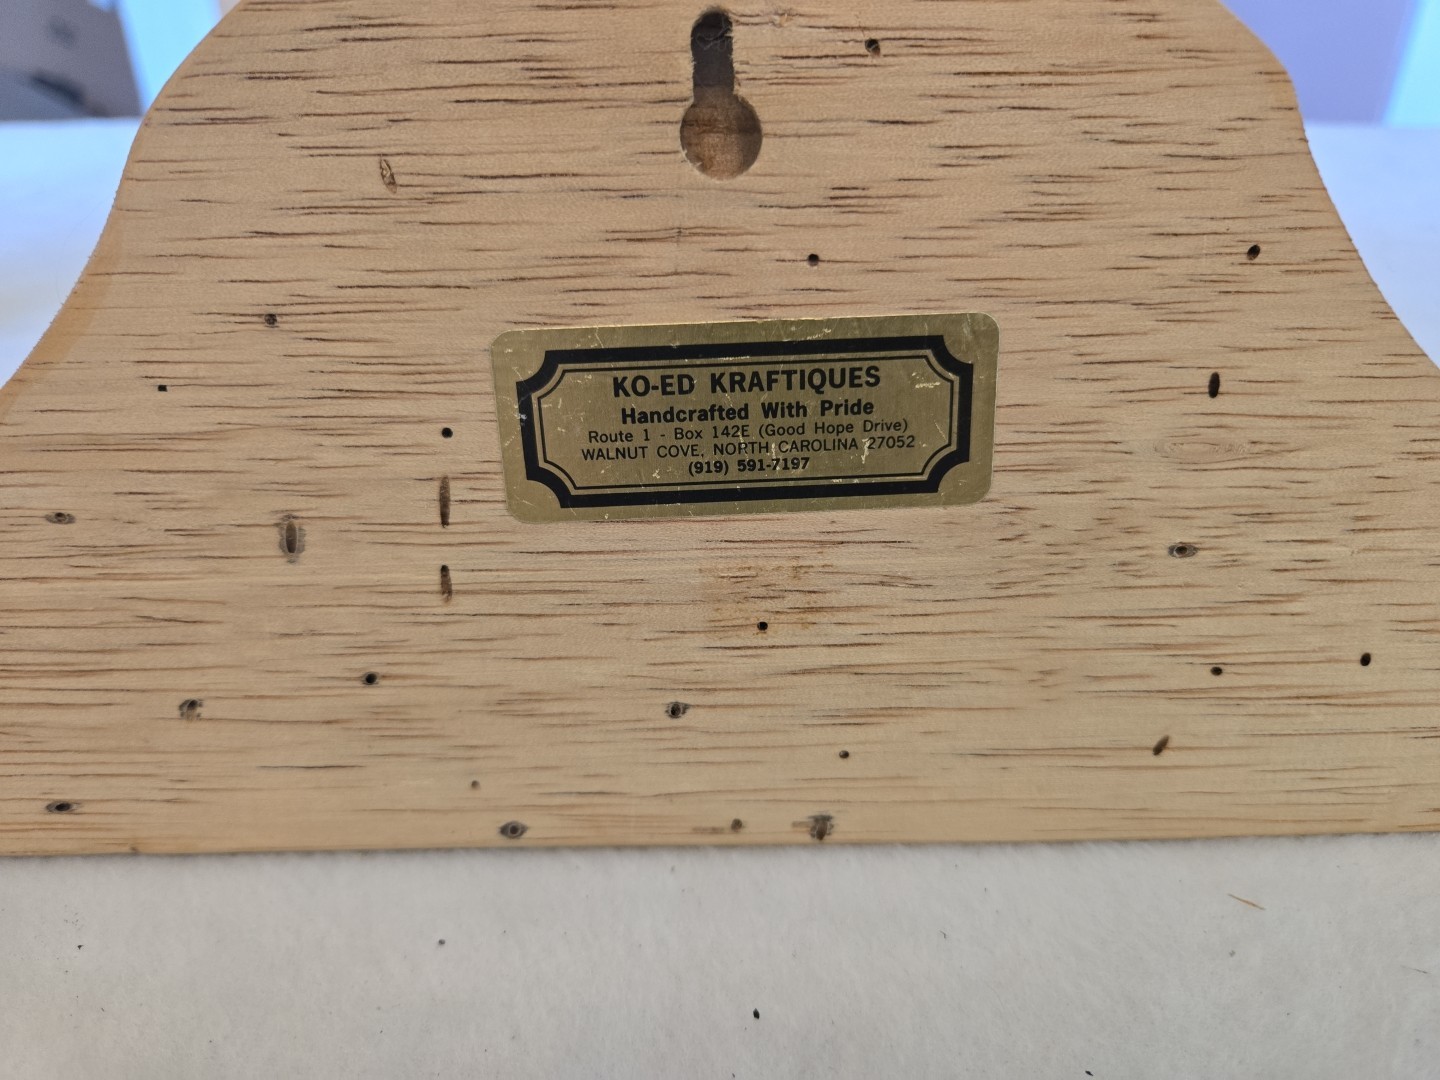 KO-ED KRAFTIQUES
Handcrafted With Pride
Route 1 - Box 142E (Good Hope Drive)
WALNUT COVE, NORTH CAROLINA 27052
(919) 591-7197